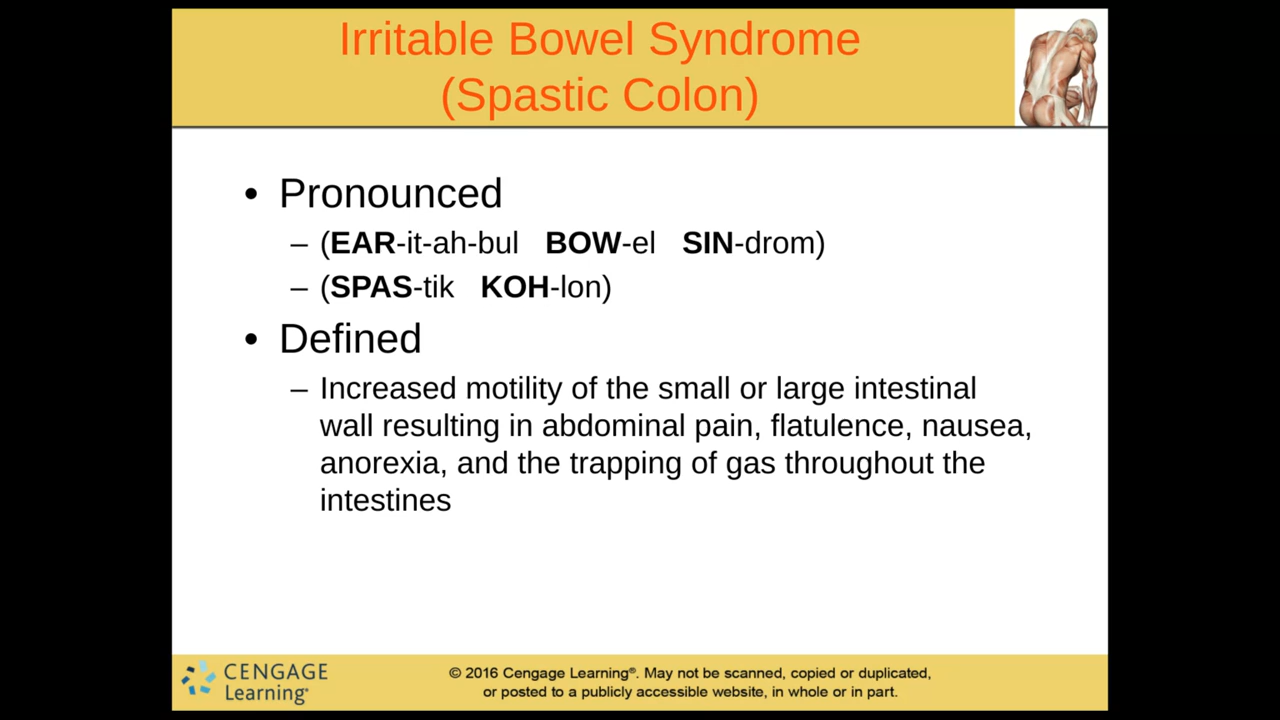 Irritable Bowel Syndrome
(Spastic Colon)
• Pronounced
– (EAR-it-ah-bul BOW-el SIN-drom)
– (SPAS-tik KOH-lon)
• Defined
– Increased motility of the small or large intestinal
wall resulting in abdominal pain, flatulence, nausea,
anorexia, and the trapping of gas throughout the
intestines
CENGAGE
Learning®
© 2016 Cengage Learning®. May not be scanned, copied or duplicated,
or posted to a publicly accessible website, in whole or in part.